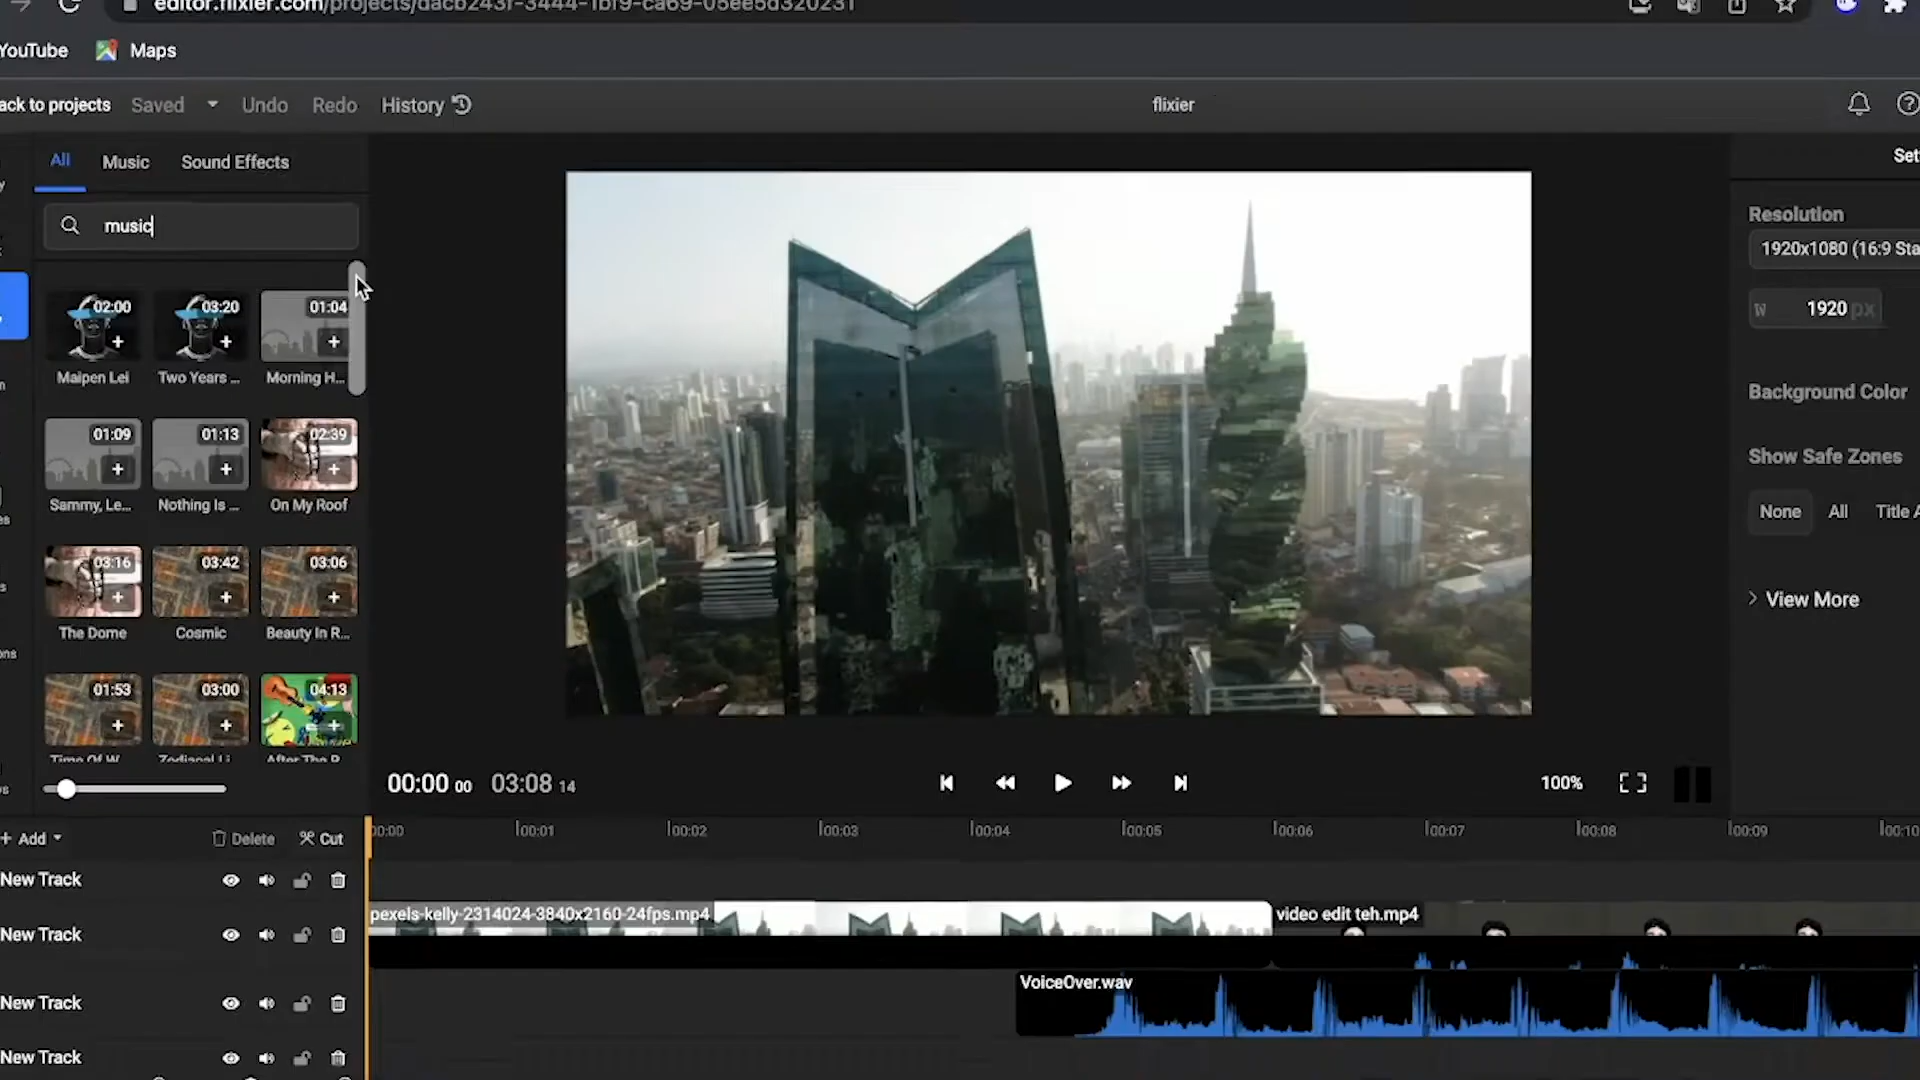 editor.flixier.com/projects/dacb243f-3444-1bf9-ca69-05ee5d320231
YouTube
Maps
ack to projects
Saved
Undo
Redo
History
flixier
Set
All
Music
Sound Effects
music
02:00
03:20
01:04
Maipen Lei
Two Years ...
Morning H...
01:09
01:13
02:39
Sammy, Le...
Nothing Is ...
On My Roof
03:16
03:42
03:06
The Dome
Cosmic
Beauty In R...
01:53
03:00
04:13
Time Of W...
Zodiacal Li...
After The R...
Resolution
1920x1080 (16:9 Sta
W 1920 px
Background Color
Show Safe Zones
None
All
Title A
View More
00:00 00
03:08 14
100%
+ Add
Delete
Cut
00:00
00:01
00:02
00:03
00:04
00:05
00:06
00:07
00:08
00:09
00:10
New Track
New Track
pexels-kelly-2314024-3840x2160-24fps.mp4
video edit teh.mp4
New Track
VoiceOver.wav
New Track